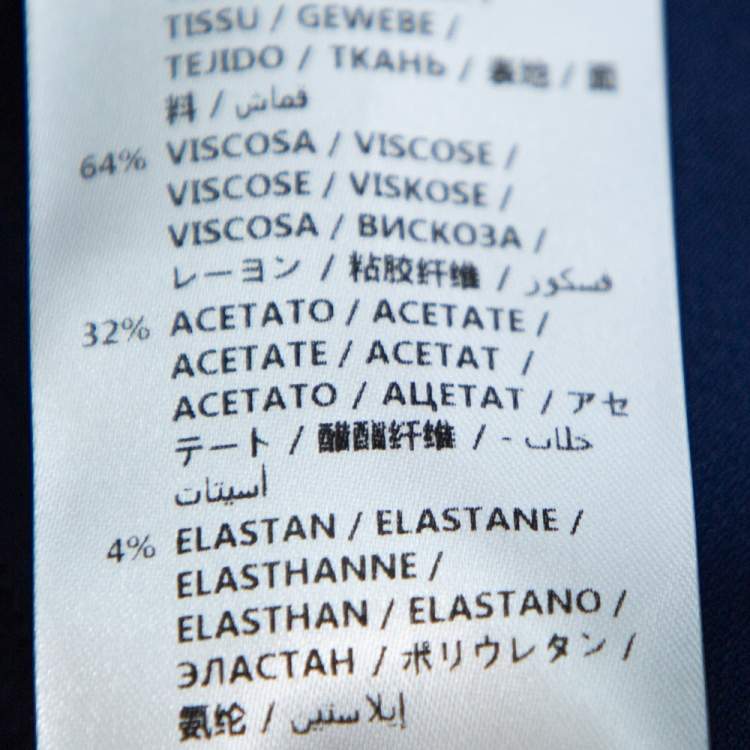 TISSU / GEWEBE /
TEJIDO / ТКАНЬ / 表地 / 面
料 / قماش
64% VISCOSA / VISCOSE /
VISCOSE / VISKOSE /
VISCOSA / ВИСКОЗА /
レーヨン / 粘胶纤维 / فسكور
32% ACETATO / ACETATE /
ACETATE / ACETAT /
ACETATO / АЦЕТАТ / アセ
テート / 醋酯纤维 / - خلات
أسيتات
4% ELASTAN / ELASTANE /
ELASTHANNE /
ELASTHAN / ELASTANO /
ЭЛАСТАН / ポリウレタン /
氨纶 / إيلاستين